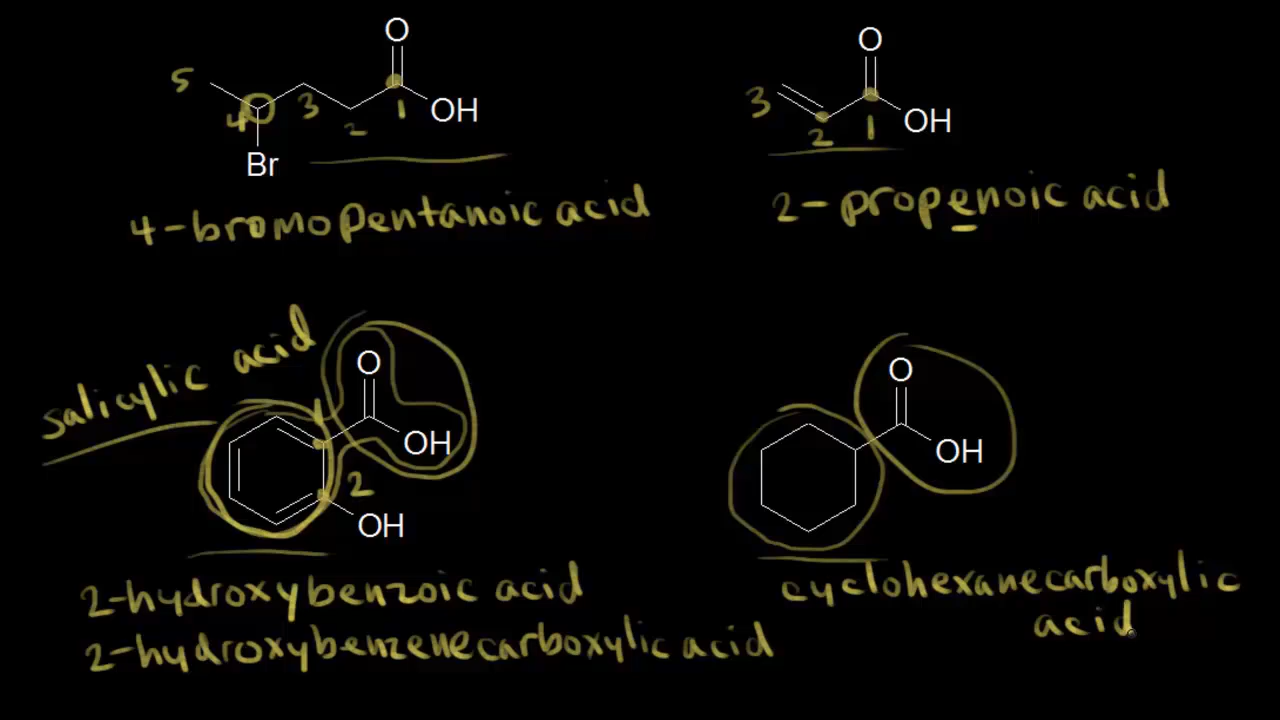 O
5
4
3
2
1
OH
Br
4-bromopentanoic acid
O
3
2
1
OH
2-propenoic acid
salicylic acid
O
1
OH
2
OH
2-hydroxybenzoic acid
2-hydroxybenzenecarboxylic acid
O
OH
cyclohexanecarboxylic
acid